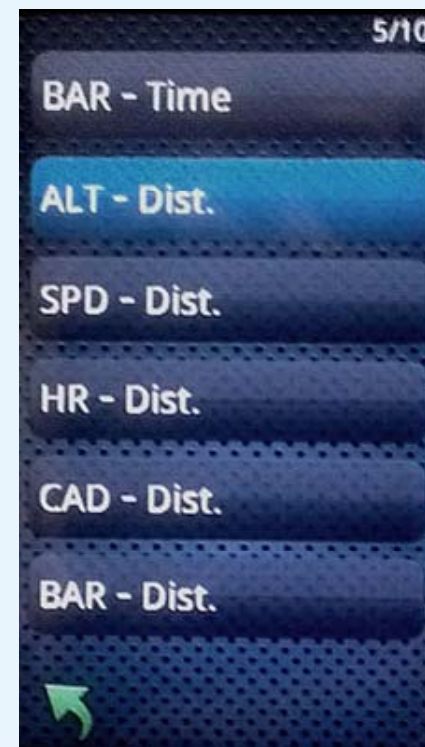 5/10
BAR - Time
ALT - Dist.
SPD - Dist.
HR - Dist.
CAD - Dist.
BAR - Dist.